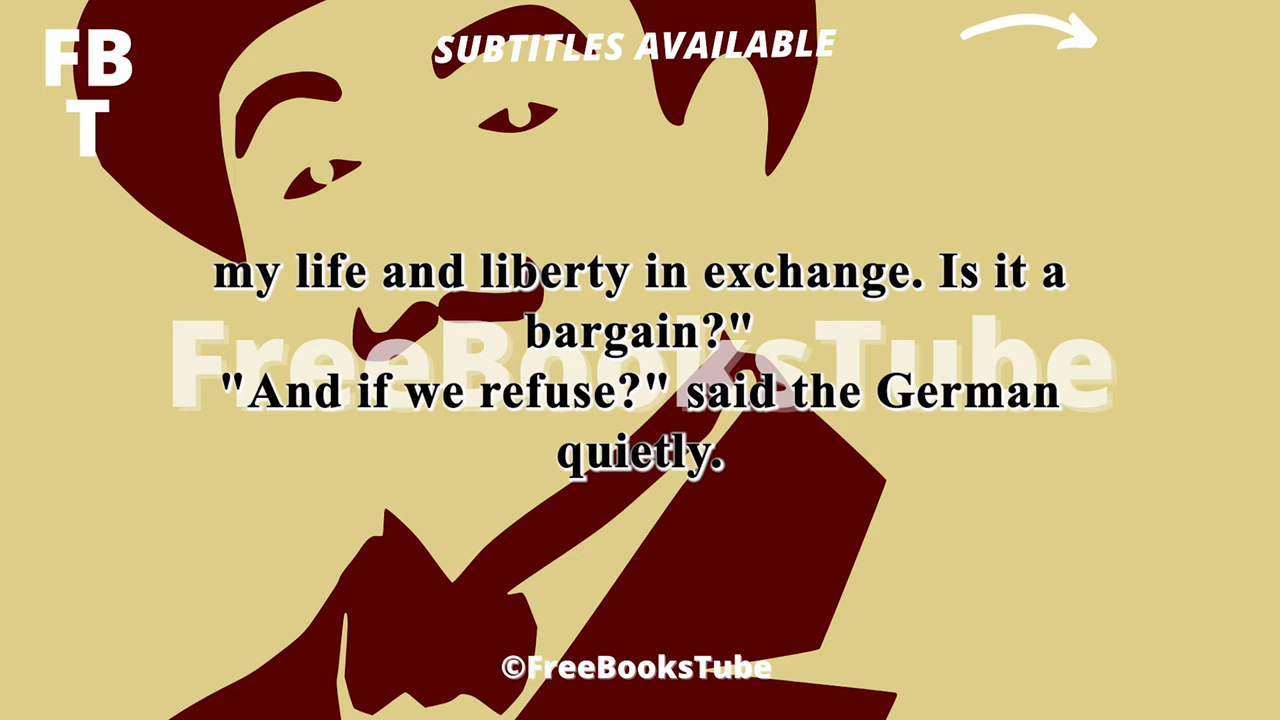 FB
T
SUBTITLES AVAILABLE
my life and liberty in exchange. Is it a
bargain?"
FreeBooksTube
"And if we refuse?" said the German
quietly.
©FreeBooksTube